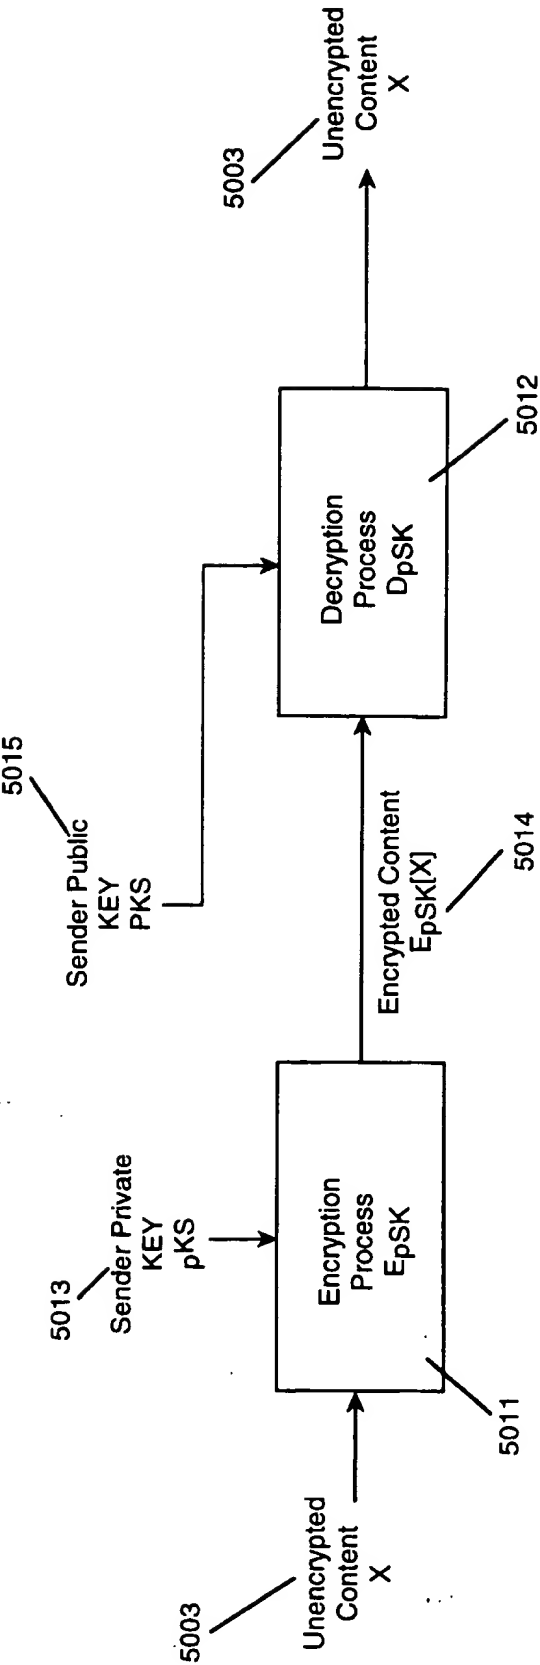 5003
Unencrypted
Content
X
5013
Sender Private
KEY
pKS
Encryption
Process
EpSK
5011
Encrypted Content
EpSK[X]
5014
5015
Sender Public
KEY
PKS
Decryption
Process
DpSK
5012
5003
Unencrypted
Content
X